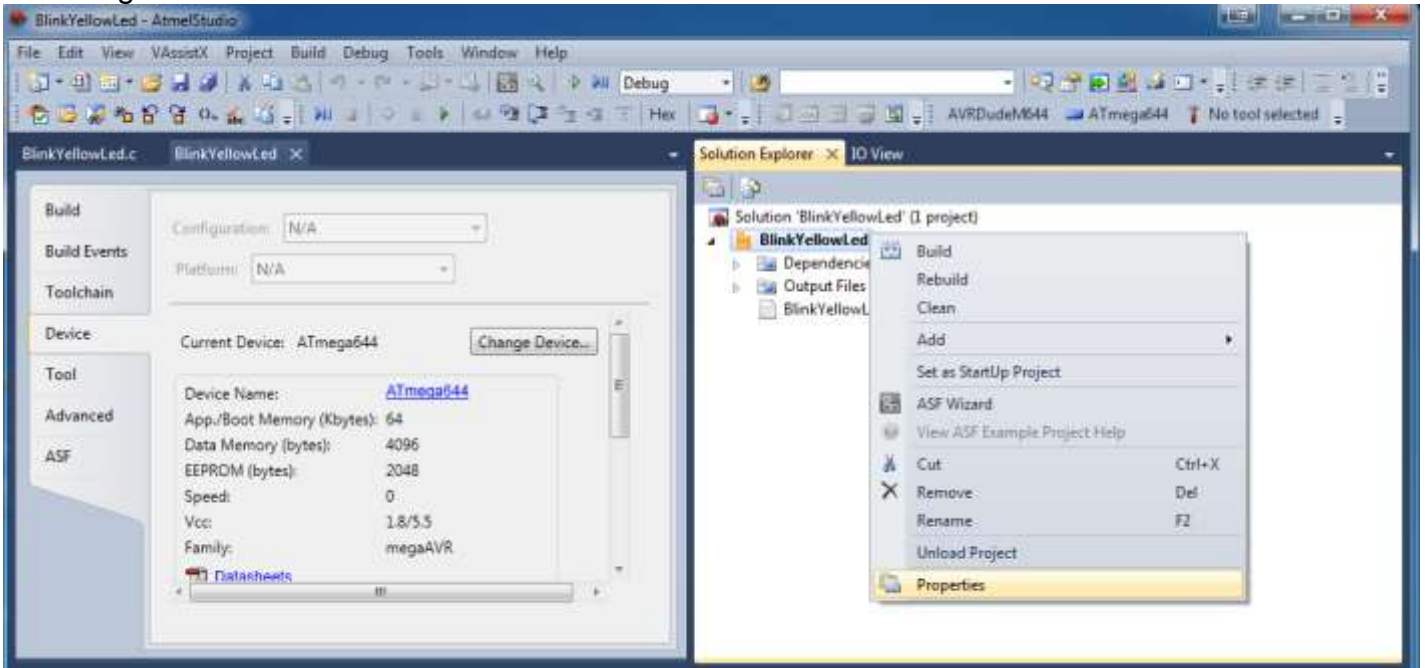 BlinkYellowLed - AtmelStudio
File Edit View VAssistX Project Build Debug Tools Window Help
Debug
Hex AVRDudeM644 ATmega644 No tool selected
BlinkYellowLed.c BlinkYellowLed
Solution Explorer IO View
Build
Build Events
Toolchain
Device
Tool
Advanced
ASF
Configuration: N/A
Platform: N/A
Current Device: ATmega644 Change Device...
Device Name: ATmega644
App./Boot Memory (Kbytes): 64
Data Memory (bytes): 4096
EEPROM (bytes): 2048
Speed: 0
Vcc: 1.8/5.5
Family: megaAVR
Datasheets
Solution 'BlinkYellowLed' (1 project)
BlinkYellowLed
Dependencie
Output Files
BlinkYellowL
Build
Rebuild
Clean
Add
Set as StartUp Project
ASF Wizard
View ASF Example Project Help
Cut Ctrl+X
Remove Del
Rename F2
Unload Project
Properties